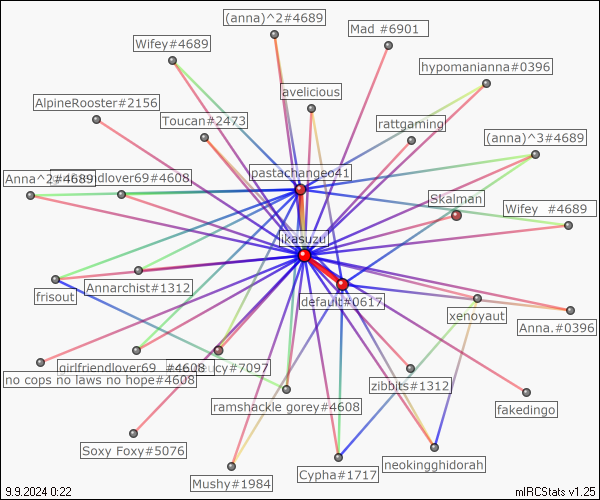 (anna)^2#4689
Mad #6901
Wifey#4689
hypomanianna#0396
avelicious
AlpineRooster#2156
Toucan#2473
rattgaming
(anna)^3#4689
pastachangeo41
Anna^2#4689
friendlover69#4608
Skalman
Wifey #4689
jikasuzu
frisout
Annarchist#1312
default#0617
xenoyaut
Anna.#0396
girlfriendlover69 #4608
ucy#7097
no cops no laws no hope#4608
zibbits#1312
ramshackle gorey#4608
fakedingo
Soxy Foxy#5076
Mushy#1984
Cypha#1717
neokingghidorah
9.9.2024 0:22
mIRCStats v1.25